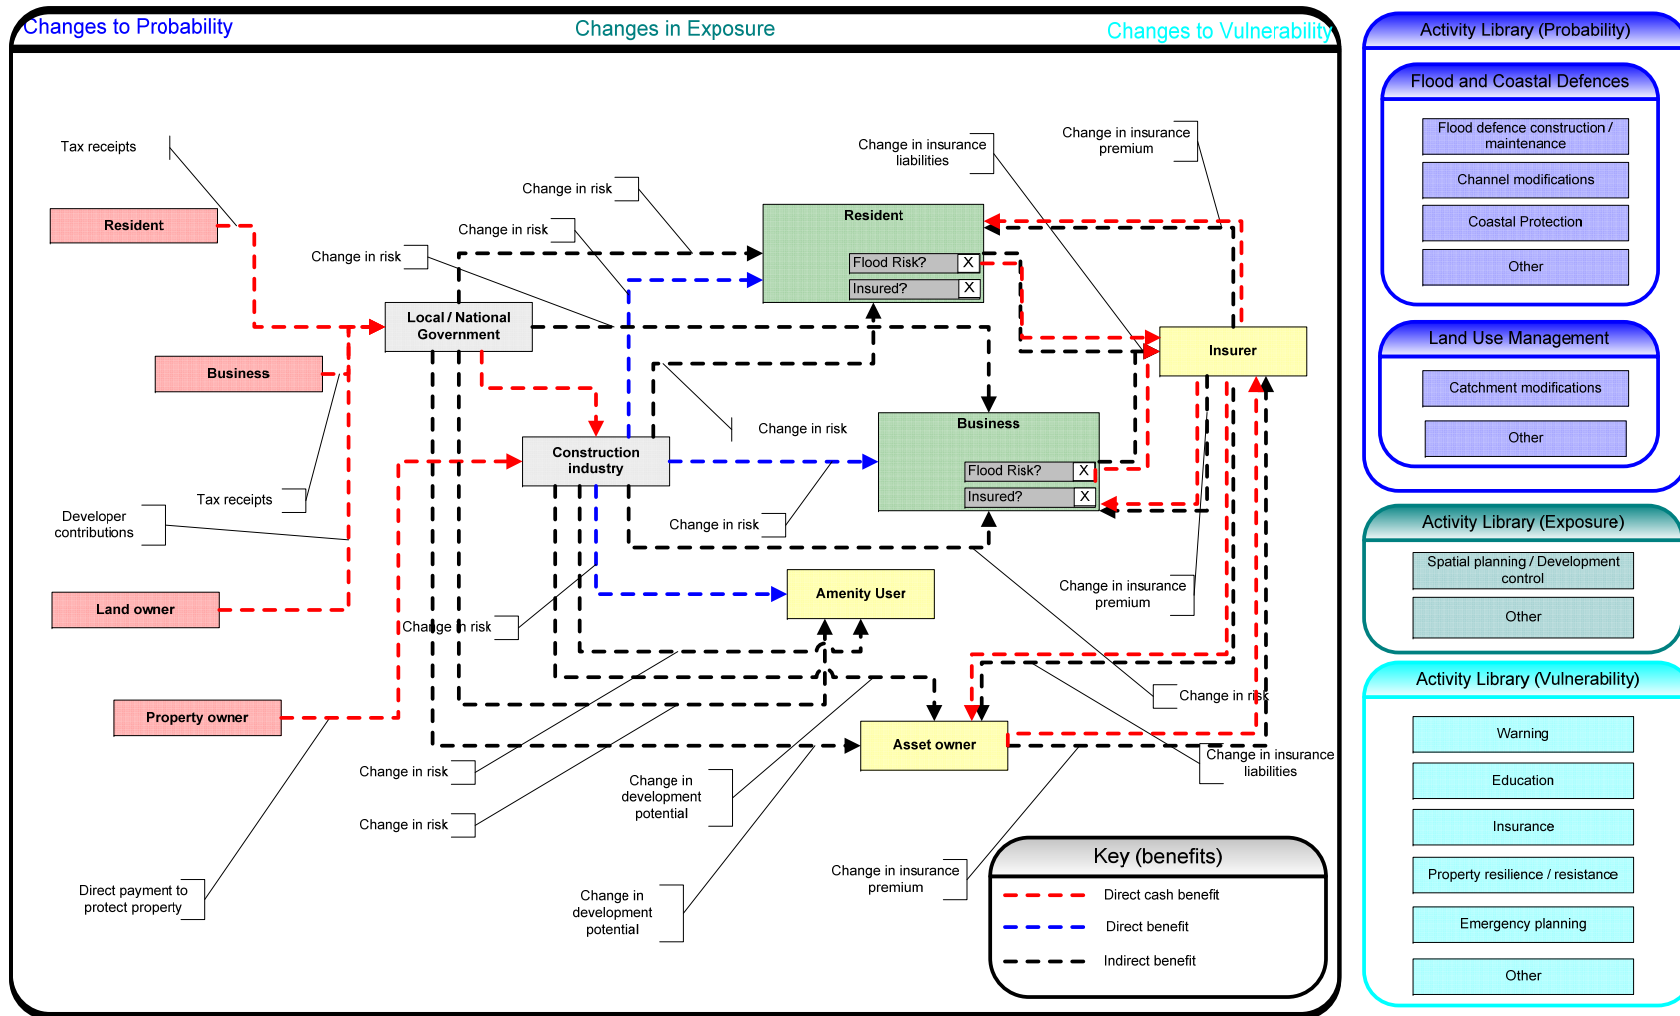 Changes to Probability
Changes in Exposure
Changes to Vulnerability
Tax receipts
Change in risk
Change in risk
Change in risk
Change in insurance
liabilities
Change in insurance
premium
Resident
Resident
Flood Risk? X
Insured? X
Local / National
Government
Insurer
Business
Business
Flood Risk? X
Insured? X
Change in risk
Construction
industry
Tax receipts
Developer
contributions
Change in risk
Change in insurance
premium
Amenity User
Land owner
Change in risk
Change in risk
Property owner
Asset owner
Change in insurance
liabilities
Change in risk
Change in risk
Change in
development
potential
Change in
development
potential
Change in insurance
premium
Direct payment to
protect property
Key (benefits)
Direct cash benefit
Direct benefit
Indirect benefit
Activity Library (Probability)
Flood and Coastal Defences
Flood defence construction /
maintenance
Channel modifications
Coastal Protection
Other
Land Use Management
Catchment modifications
Other
Activity Library (Exposure)
Spatial planning / Development
control
Other
Activity Library (Vulnerability)
Warning
Education
Insurance
Property resilience / resistance
Emergency planning
Other